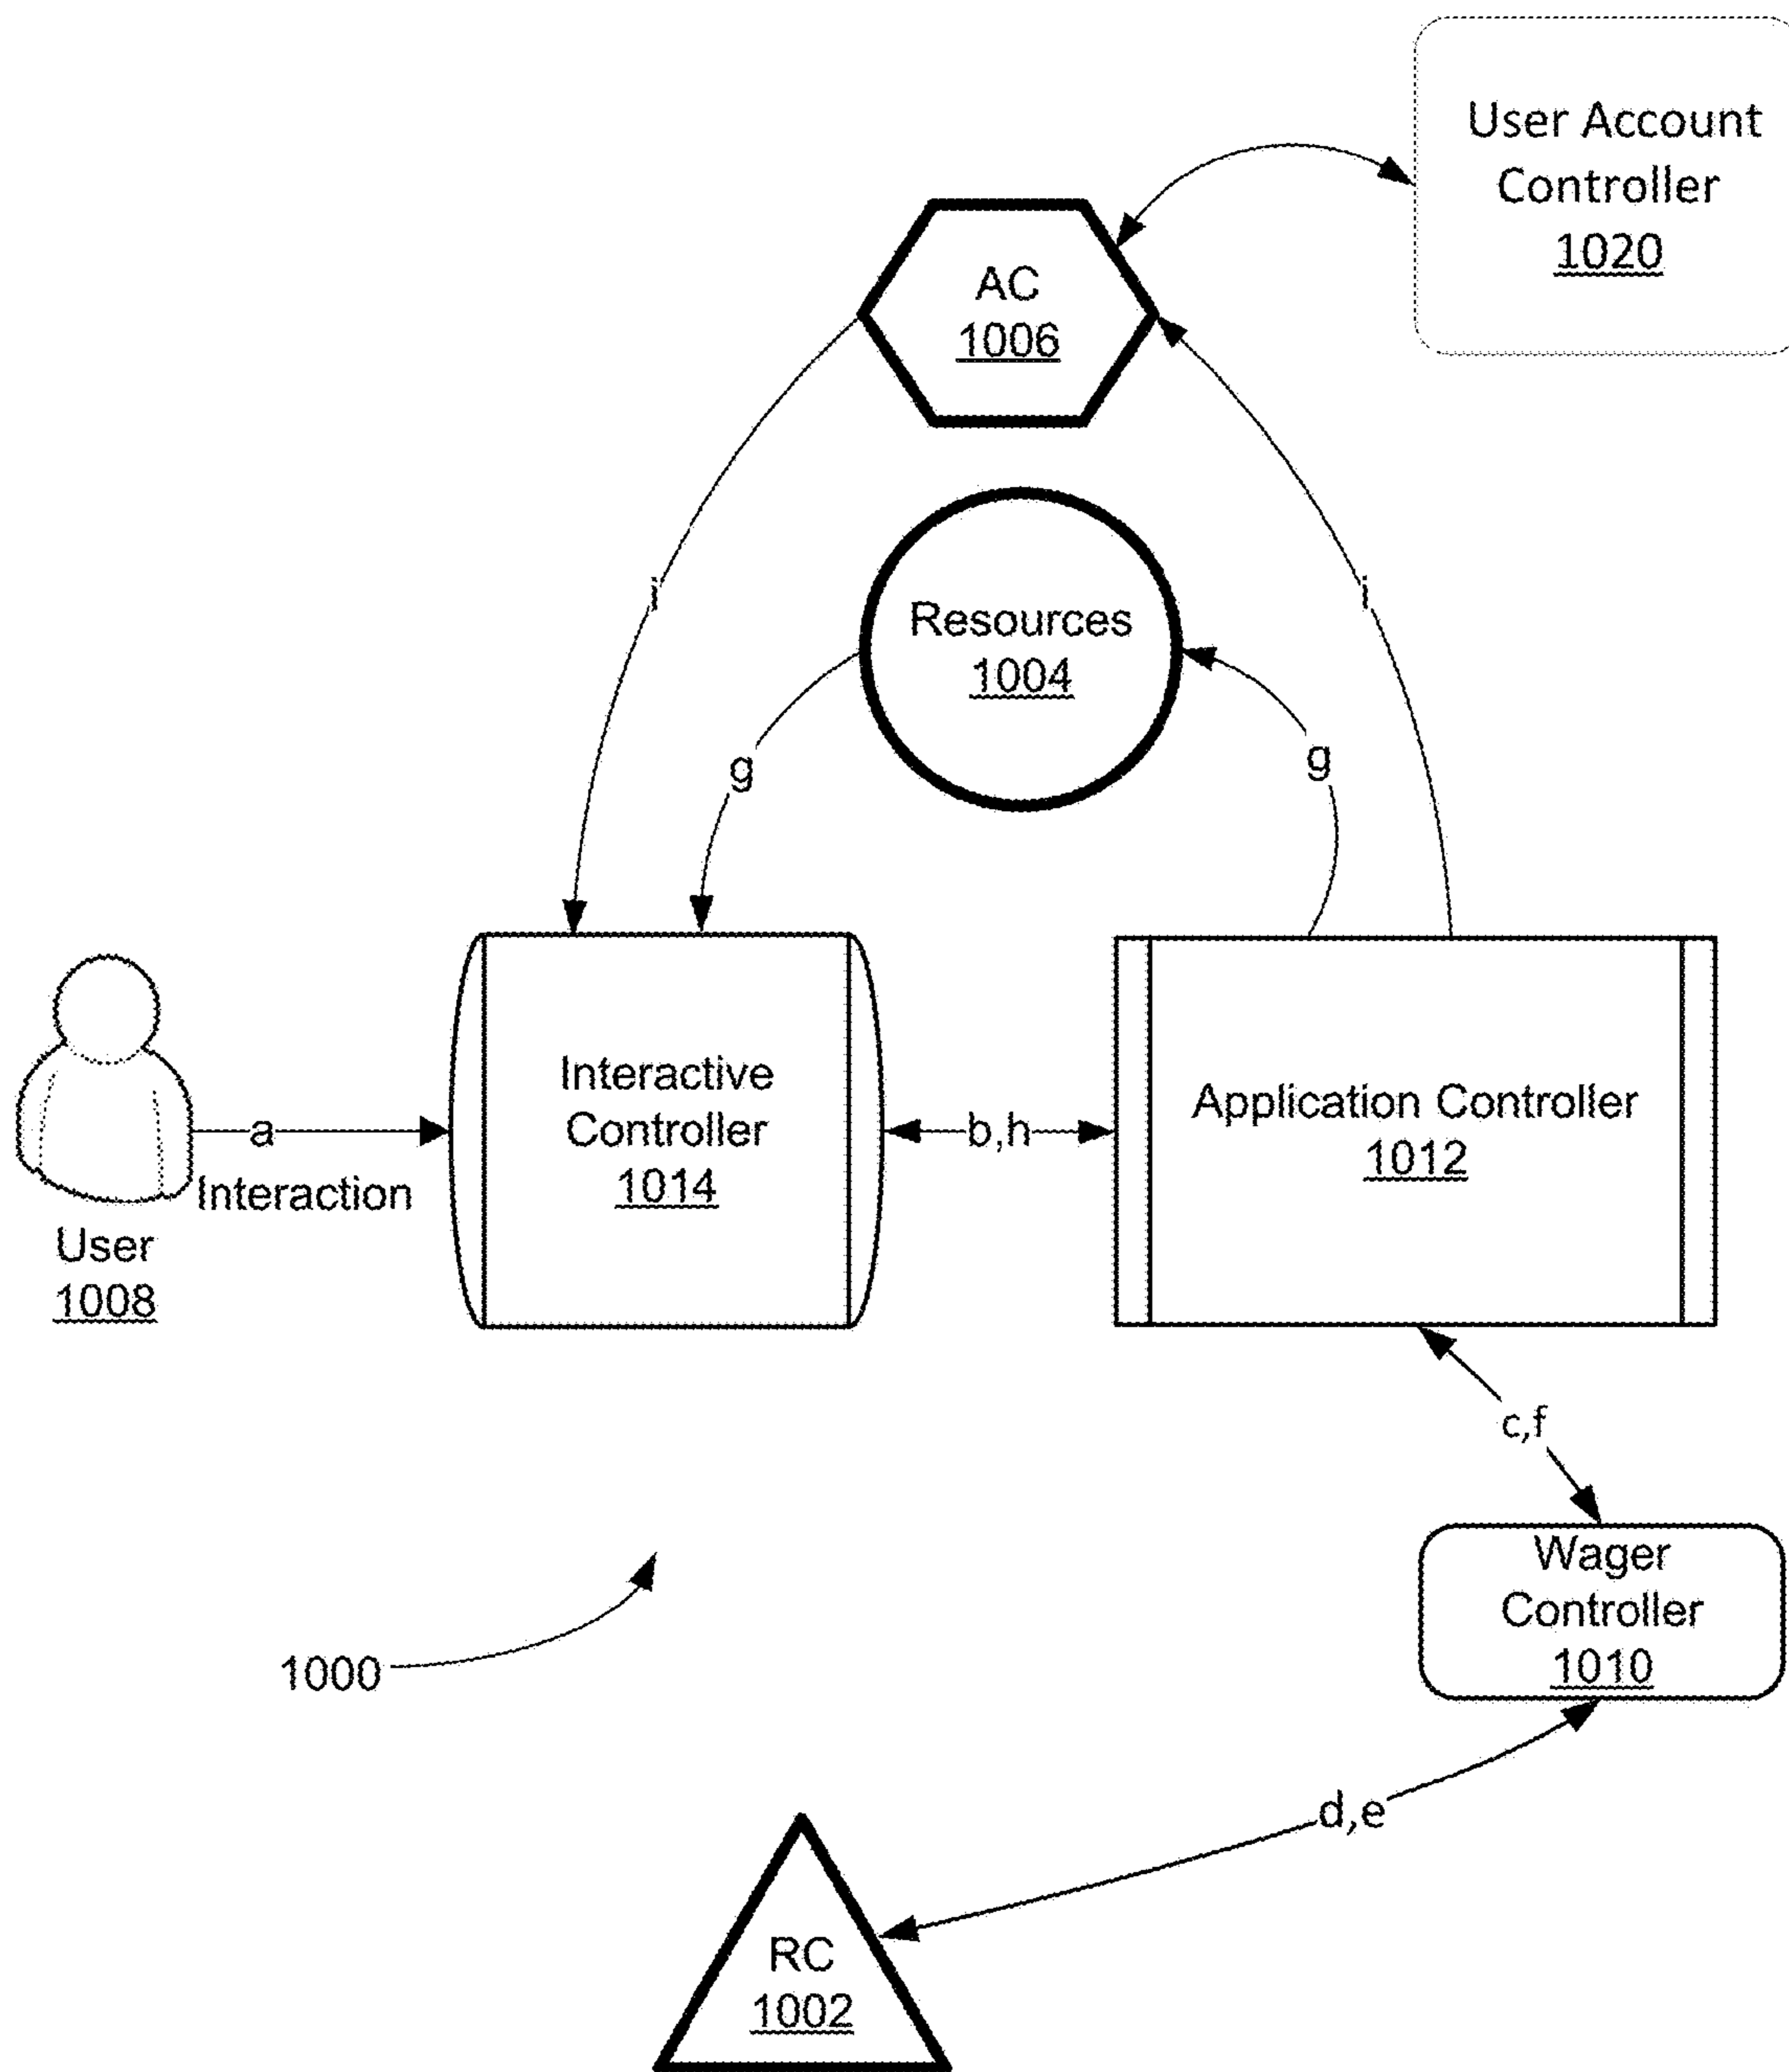 User Account
Controller
1020
AC
1006
i
i
Resources
1004
g
g
Interactive
Controller
1014
Application Controller
1012
a
Interaction
b,h
User
1008
c,f
Wager
Controller
1010
1000
d,e
RC
1002